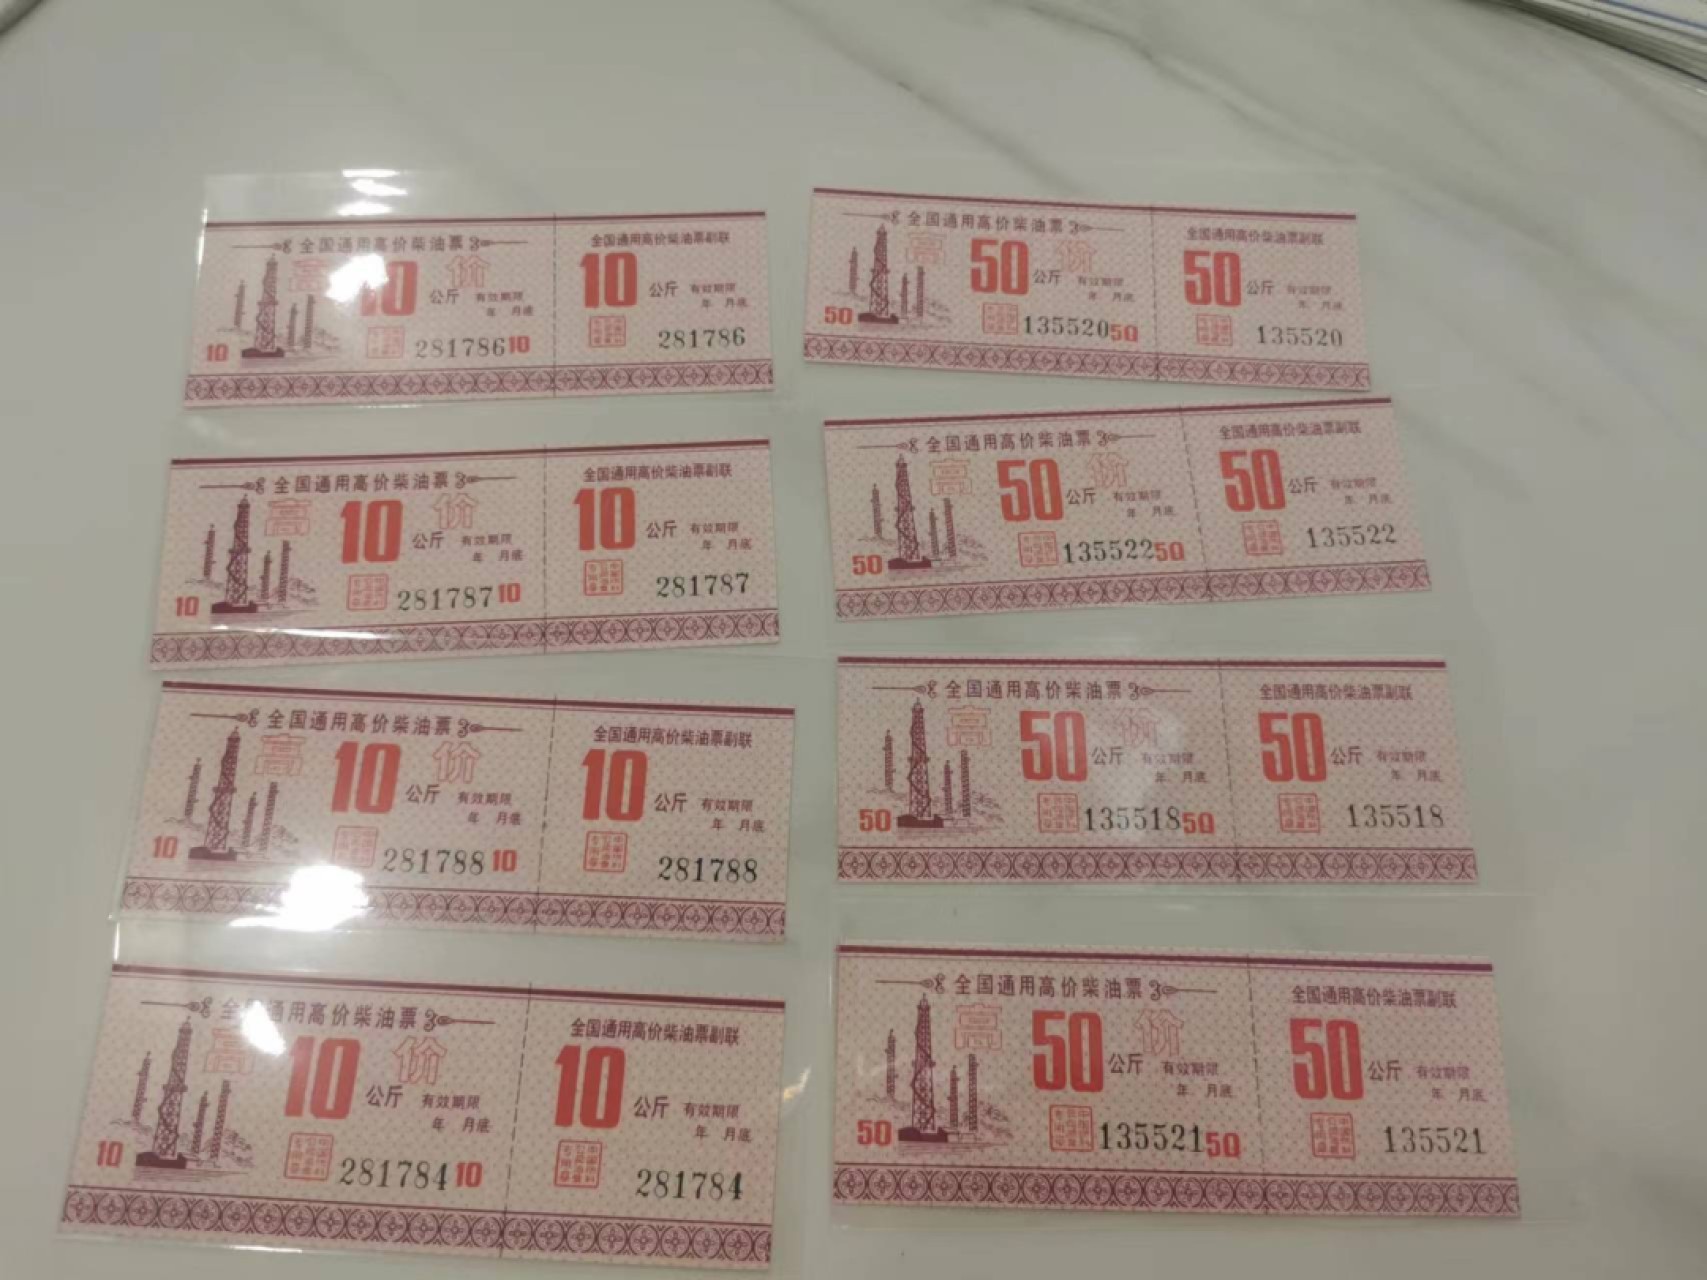 全国通用高价柴油票
高 10 价
公斤 有效期限
年 月底
10 281786 10
全国通用高价柴油票副联
10 公斤 有效期限
年 月底
281786
全国通用高价柴油票
高 50 价
公斤 有效期限
年 月底
50 135520 50
全国通用高价柴油票副联
50 公斤 有效期限
年 月底
135520
全国通用高价柴油票
高 10 价
公斤 有效期限
年 月底
10 281787 10
全国通用高价柴油票副联
10 公斤 有效期限
年 月底
281787
全国通用高价柴油票
高 50 价
公斤 有效期限
年 月底
50 135522 50
全国通用高价柴油票副联
50 公斤 有效期限
年 月底
135522
全国通用高价柴油票
高 10 价
公斤 有效期限
年 月底
10 281788 10
全国通用高价柴油票副联
10 公斤 有效期限
年 月底
281788
全国通用高价柴油票
高 50 价
公斤 有效期限
年 月底
50 135518 50
全国通用高价柴油票副联
50 公斤 有效期限
年 月底
135518
全国通用高价柴油票
高 10 价
公斤 有效期限
年 月底
10 281784 10
全国通用高价柴油票副联
10 公斤 有效期限
年 月底
281784
全国通用高价柴油票
高 50 价
公斤 有效期限
年 月底
50 135521 50
全国通用高价柴油票副联
50 公斤 有效期限
年 月底
135521